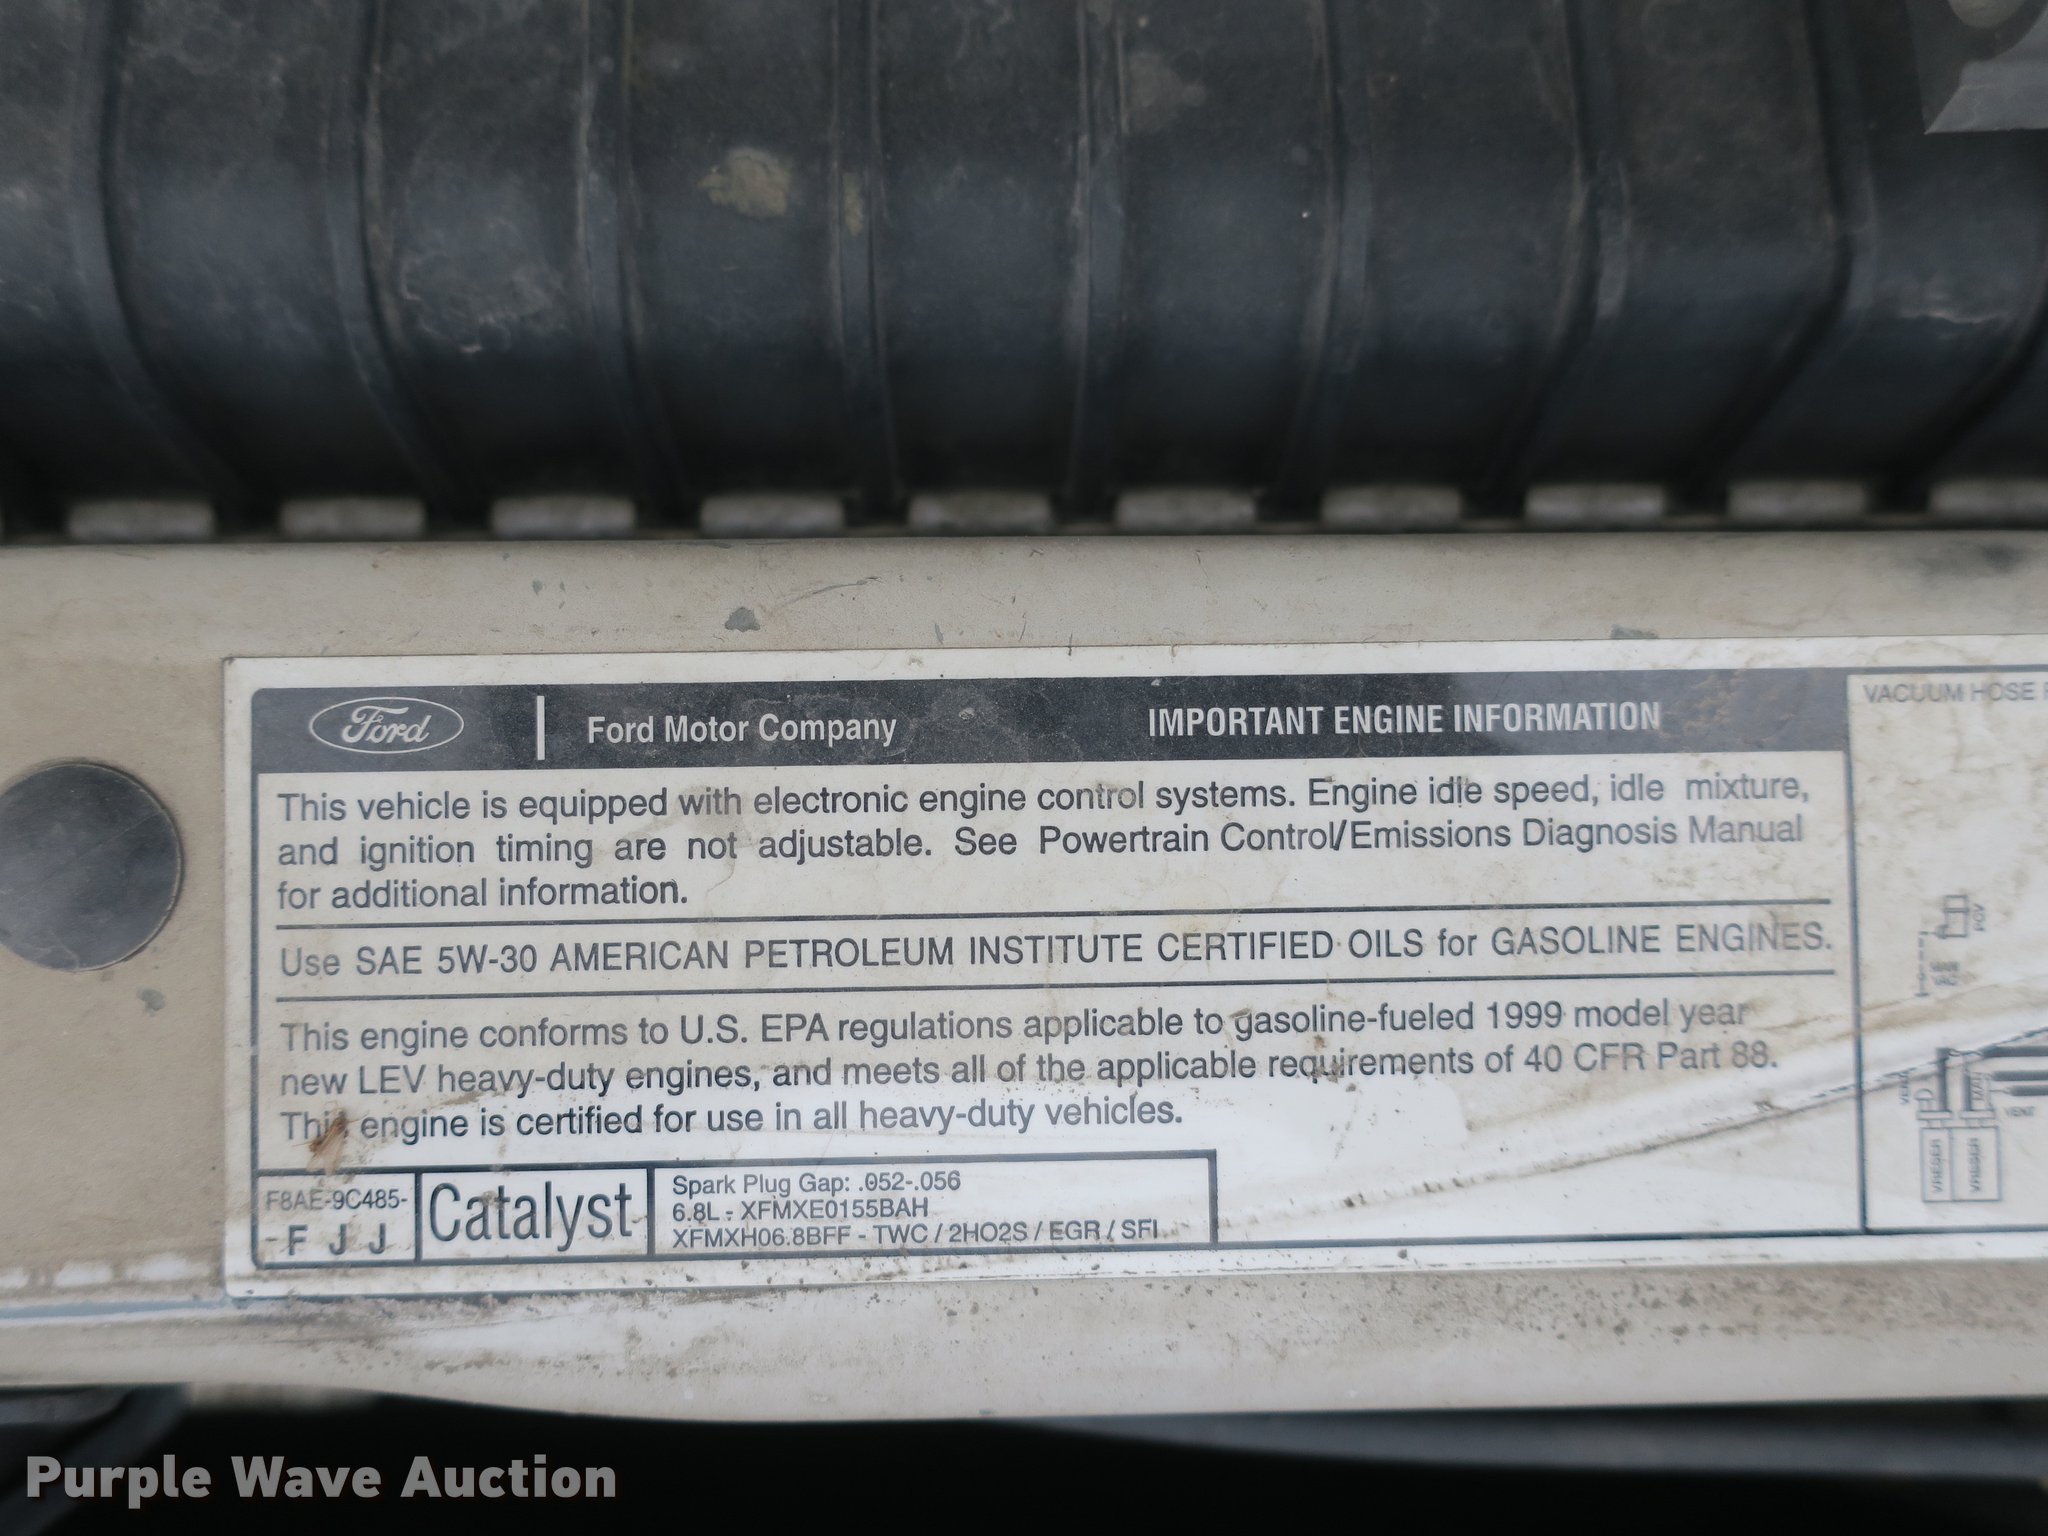 Ford
Ford Motor Company
IMPORTANT ENGINE INFORMATION
This vehicle is equipped with electronic engine control systems. Engine idle speed, idle mixture,
and ignition timing are not adjustable. See Powertrain Control/Emissions Diagnosis Manual
for additional information.
Use SAE 5W-30 AMERICAN PETROLEUM INSTITUTE CERTIFIED OILS for GASOLINE ENGINES.
This engine conforms to U.S. EPA regulations applicable to gasoline-fueled 1999 model year
new LEV heavy-duty engines, and meets all of the applicable requirements of 40 CFR Part 88.
This engine is certified for use in all heavy-duty vehicles.
F8AE-9C485-
-F J J
Catalyst
Spark Plug Gap: .052-.056
6.8L - XFMXE0155BAH
XFMXH06.8BFF - TWC / 2HO2S / EGR / SFI
VACUUM HOSE
VENT
VRESER
VRESER
Purple Wave Auction